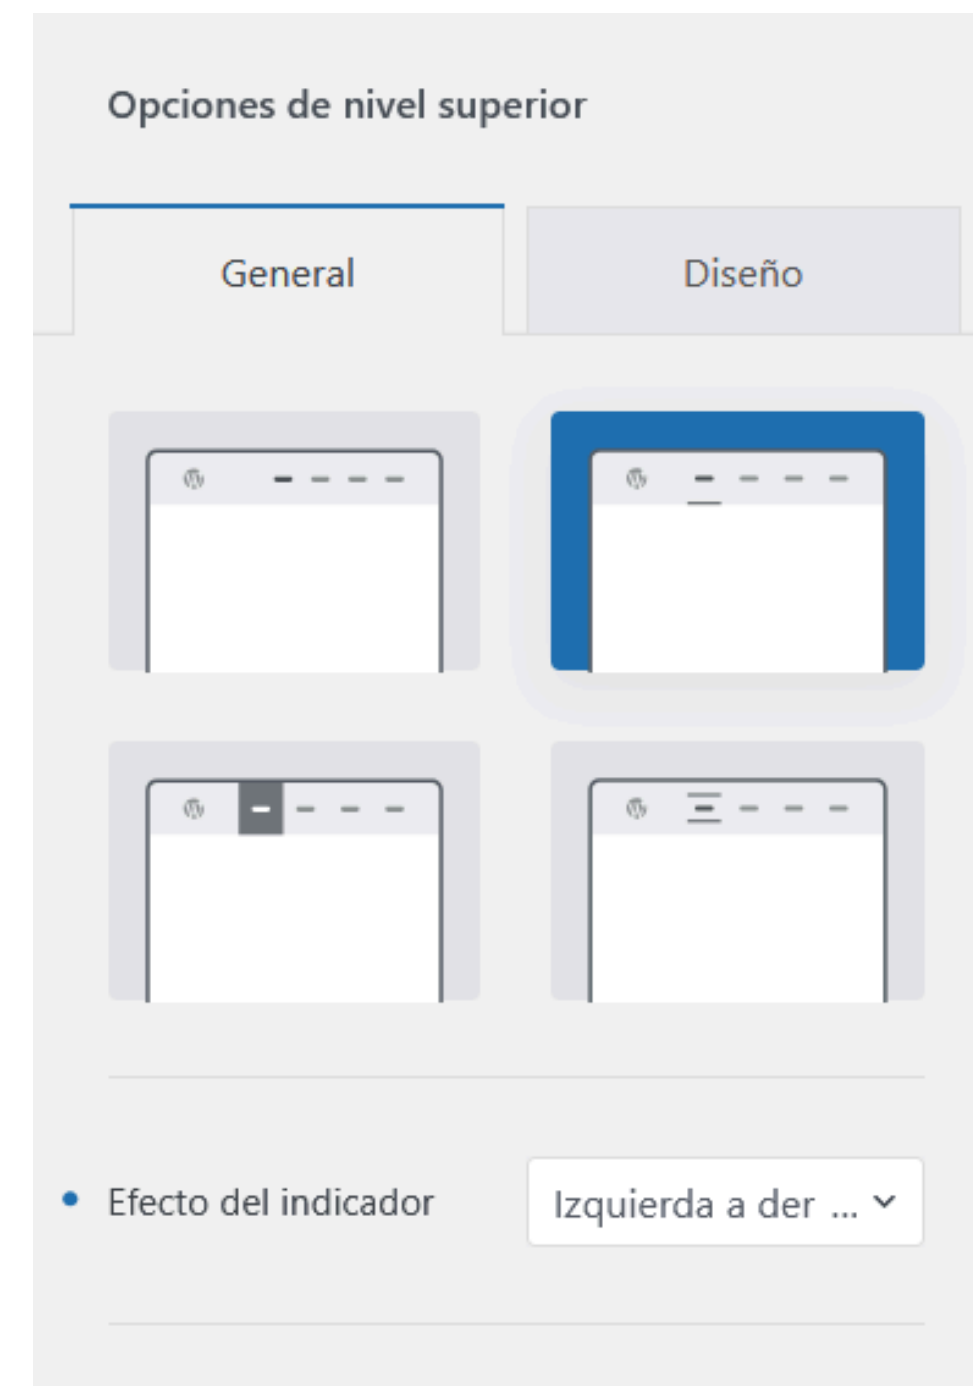 Opciones de nivel superior
General
Diseño
Efecto del indicador
Izquierda a der ...